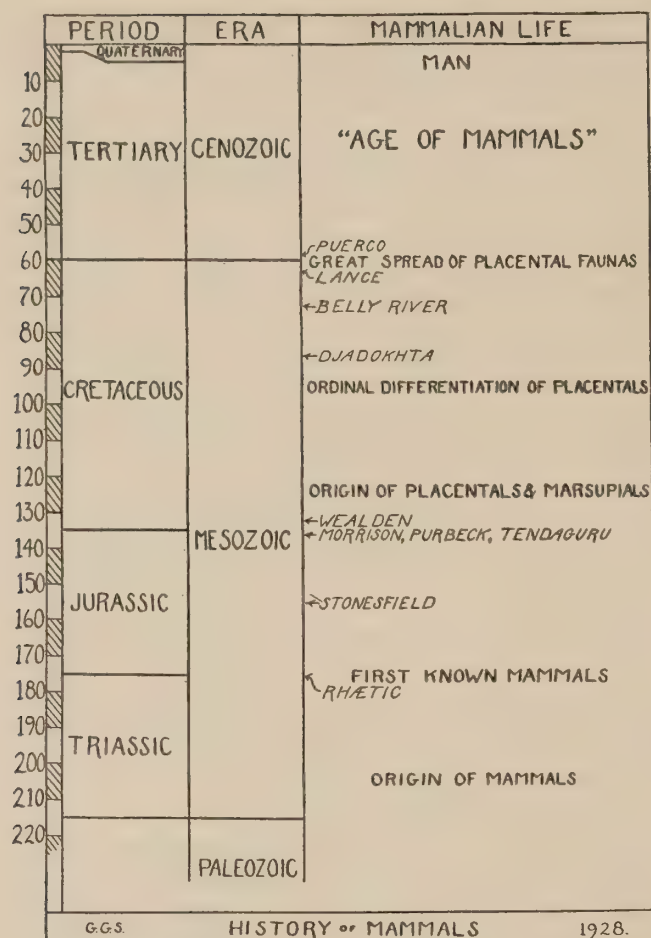 PERIOD ERA MAMMALIAN LIFE
QUATERNARY MAN
10
20
TERTIARY CENOZOIC "AGE OF MAMMALS"
30
40
50
PUERCO
60 GREAT SPREAD OF PLACENTAL FAUNAS
LANCE
70
BELLY RIVER
80
DJADOKHTA
90
CRETACEOUS ORDINAL DIFFERENTIATION OF PLACENTALS
100
110
120
ORIGIN OF PLACENTALS & MARSUPIALS
130
WEALDEN
140 MESOZOIC MORRISON, PURBECK, TENDAGURU
150
JURASSIC STONESFIELD
160
170
FIRST KNOWN MAMMALS
180 RHÆTIC
190
TRIASSIC
200
ORIGIN OF MAMMALS
210
220
PALEOZOIC
G.G.S. HISTORY OF MAMMALS 1928.